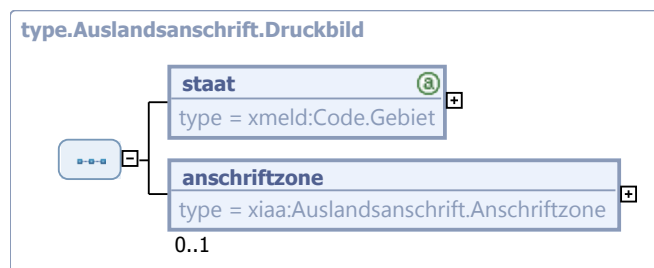 type.Auslandsanschrift.Druckbild
staat
type = xmeld:Code.Gebiet
anschriftzone
type = xiaa:Auslandsanschrift.Anschriftzone
0..1